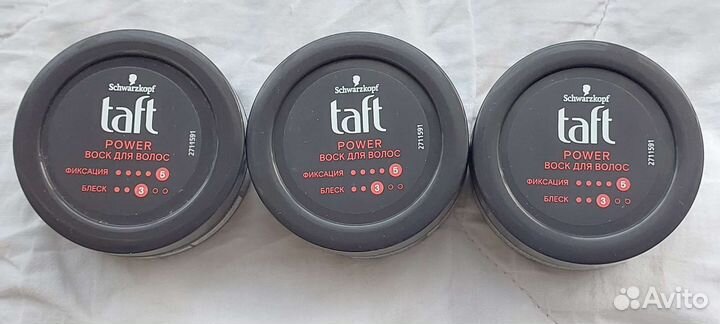 Schwarzkopf
taft
POWER
ВОСК ДЛЯ ВОЛОС
ФИКСАЦИЯ 5
БЛЕСК 3
2711591
Schwarzkopf
taft
POWER
ВОСК ДЛЯ ВОЛОС
ФИКСАЦИЯ 5
БЛЕСК 3
2711591
Schwarzkopf
taft
POWER
ВОСК ДЛЯ ВОЛОС
ФИКСАЦИЯ 5
БЛЕСК 3
2711591
Avito